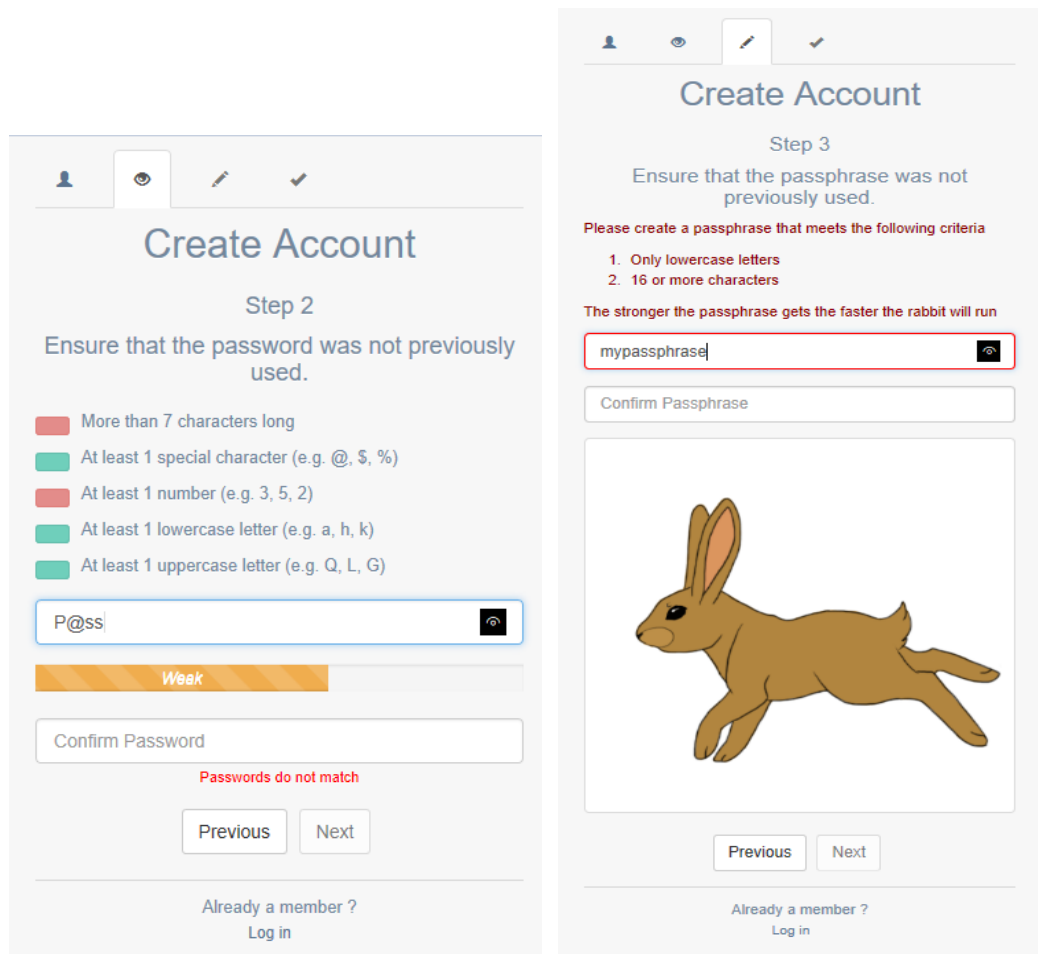 Create Account
Step 2
Ensure that the password was not previously
used.
More than 7 characters long
At least 1 special character (e.g. @, $, %)
At least 1 number (e.g. 3, 5, 2)
At least 1 lowercase letter (e.g. a, h, k)
At least 1 uppercase letter (e.g. Q, L, G)
P@ss
Weak
Confirm Password
Passwords do not match
Previous Next
Already a member ?
Log in
Create Account
Step 3
Ensure that the passphrase was not
previously used.
Please create a passphrase that meets the following criteria
1. Only lowercase letters
2. 16 or more characters
The stronger the passphrase gets the faster the rabbit will run
mypassphrase
Confirm Passphrase
Previous Next
Already a member ?
Log in